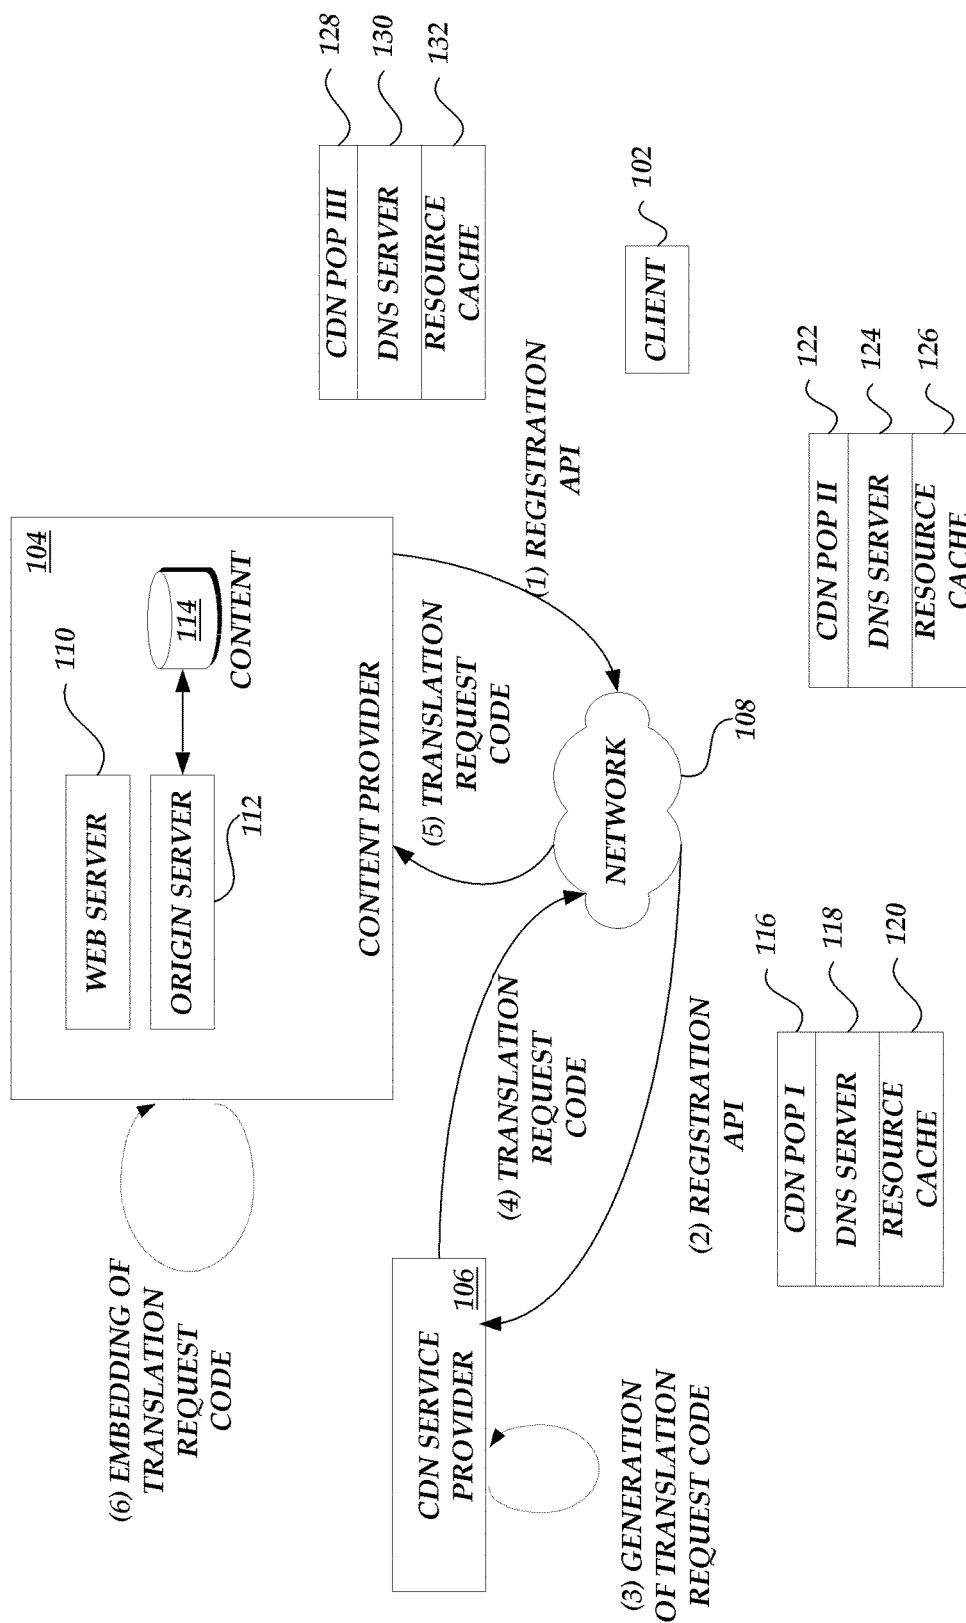 (6) EMBEDDING OF
TRANSLATION
REQUEST
CODE
104
WEB SERVER
110
ORIGIN SERVER
112
114
CONTENT
CONTENT PROVIDER
CDN POP III
DNS SERVER
RESOURCE
CACHE
128
130
132
CDN SERVICE
PROVIDER
106
(3) GENERATION
OF TRANSLATION
REQUEST CODE
(4) TRANSLATION
REQUEST
CODE
(5) TRANSLATION
REQUEST
CODE
(1) REGISTRATION
API
NETWORK
108
CLIENT
102
(2) REGISTRATION
API
CDN POP I
DNS SERVER
RESOURCE
CACHE
116
118
120
CDN POP II
DNS SERVER
RESOURCE
CACHE
122
124
126